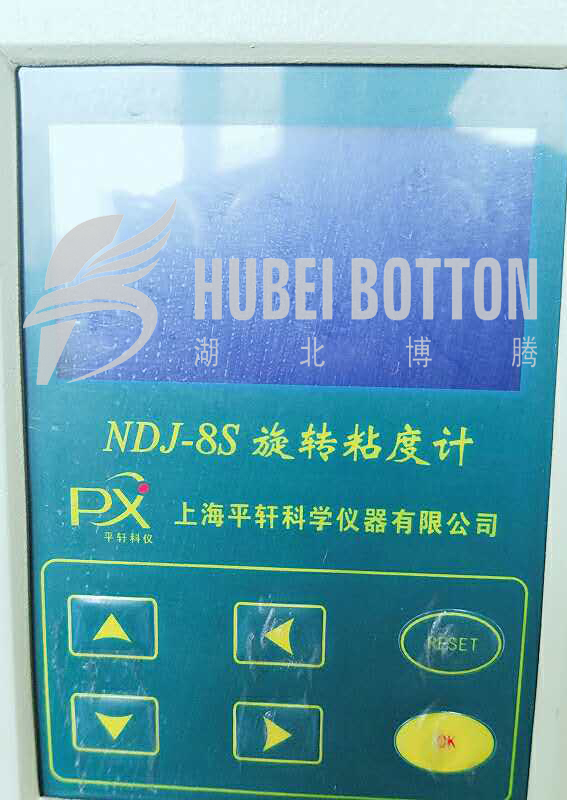 HUBEI BOTTON
湖北博腾
NDJ-8S 旋转粘度计
PX
平轩科仪
上海平轩科学仪器有限公司
RESET
OK